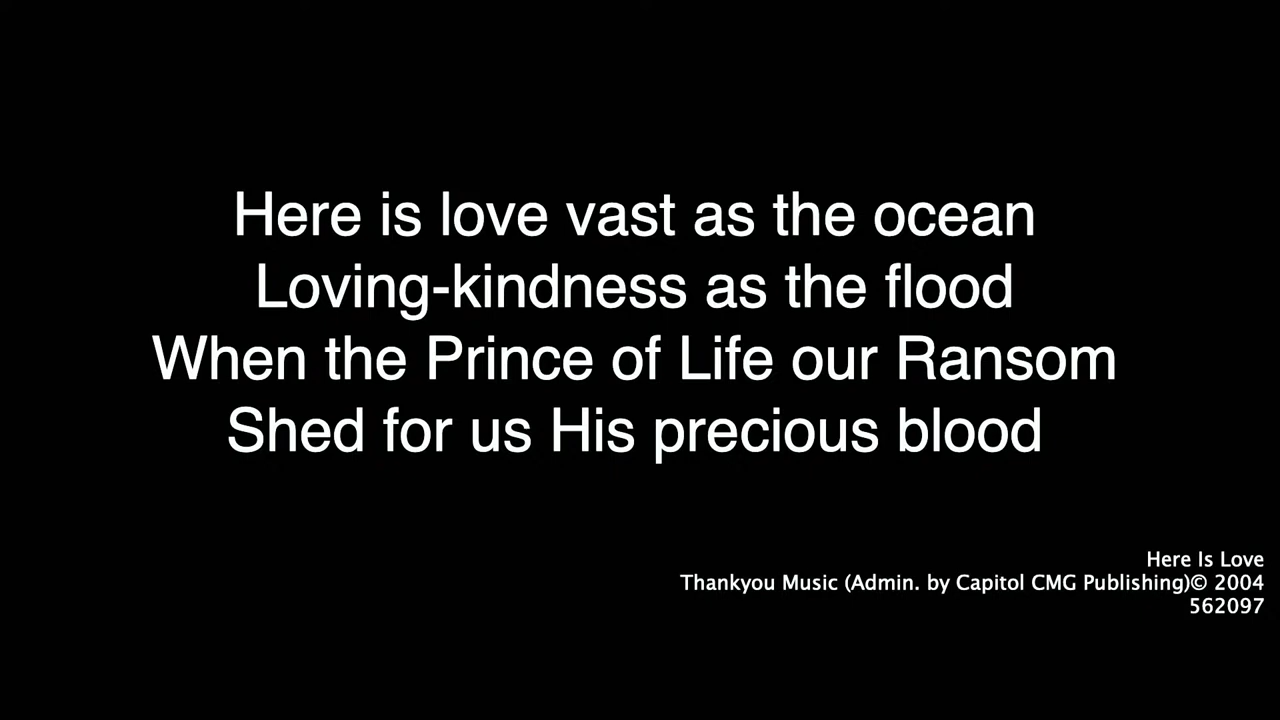 Here is love vast as the ocean
Loving-kindness as the flood
When the Prince of Life our Ransom
Shed for us His precious blood
Here Is Love
Thankyou Music (Admin. by Capitol CMG Publishing)© 2004
562097